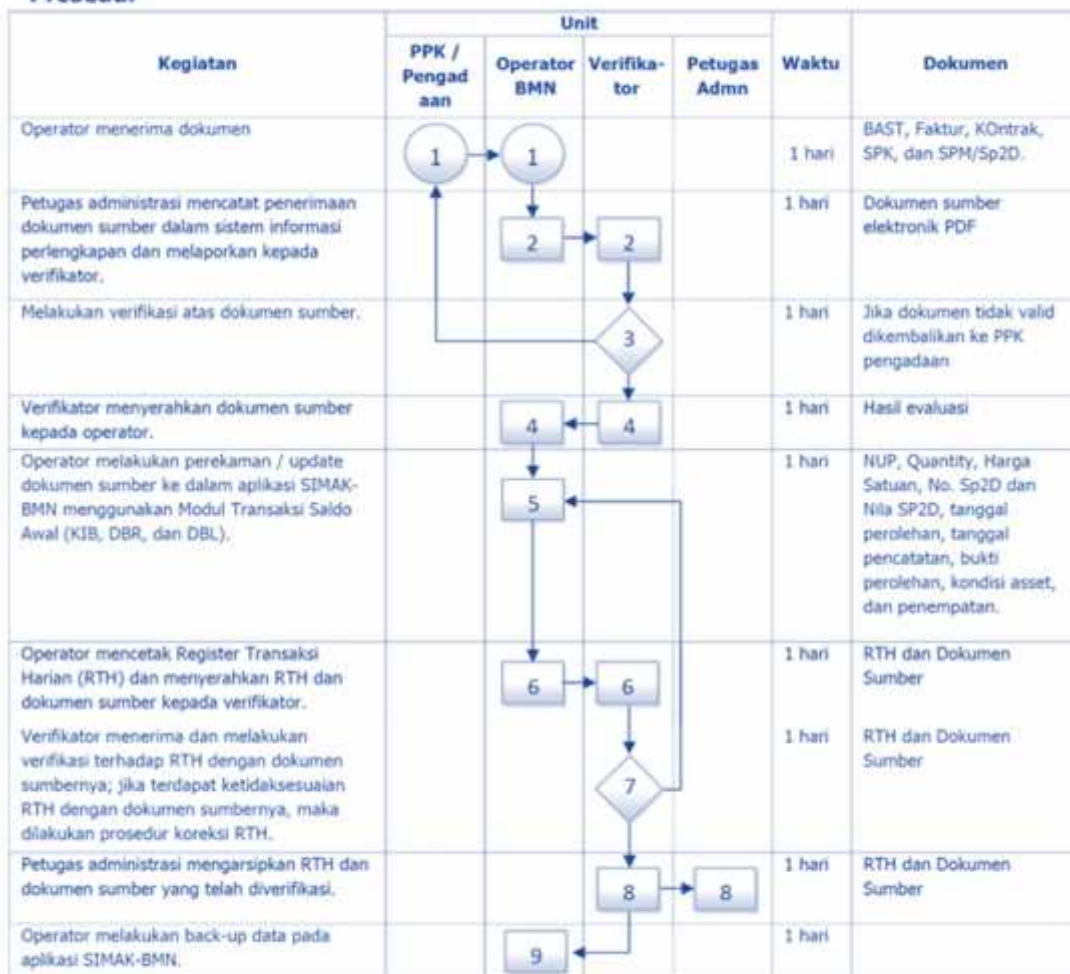 Unit
Kegiatan
PPK /
Pengad
aan
Operator
BMN
Verifika-
tor
Petugas
Admn
Waktu
Dokumen
Operator menerima dokumen
1
1
1 hari
BAST, Faktur, KOntrak,
SPK, dan SPM/Sp2D.
Petugas administrasi mencatat penerimaan
dokumen sumber dalam sistem informasi
perlengkapan dan melaporkan kepada
verifikator.
2
2
1 hari
Dokumen sumber
elektronik PDF
Melakukan verifikasi atas dokumen sumber.
3
1 hari
Jika dokumen tidak valid
dikembalikan ke PPK
pengadaan
Verifikator menyerahkan dokumen sumber
kepada operator.
4
4
1 hari
Hasil evaluasi
Operator melakukan perekaman / update
dokumen sumber ke dalam aplikasi SIMAK-
BMN menggunakan Modul Transaksi Saldo
Awal (KIB, DBR, dan DBL).
5
1 hari
NUP, Quantity, Harga
Satuan, No. Sp2D dan
Nila SP2D, tanggal
perolehan, tanggal
pencatatan, bukti
perolehan, kondisi asset,
dan penempatan.
Operator mencetak Register Transaksi
Harian (RTH) dan menyerahkan RTH dan
dokumen sumber kepada verifikator.
6
6
1 hari
RTH dan Dokumen
Sumber
Verifikator menerima dan melakukan
verifikasi terhadap RTH dengan dokumen
sumbernya; jika terdapat ketidaksesuaian
RTH dengan dokumen sumbernya, maka
dilakukan prosedur koreksi RTH.
7
1 hari
RTH dan Dokumen
Sumber
Petugas administrasi mengarsipkan RTH dan
dokumen sumber yang telah diverifikasi.
8
8
1 hari
RTH dan Dokumen
Sumber
Operator melakukan back-up data pada
aplikasi SIMAK-BMN.
9
1 hari